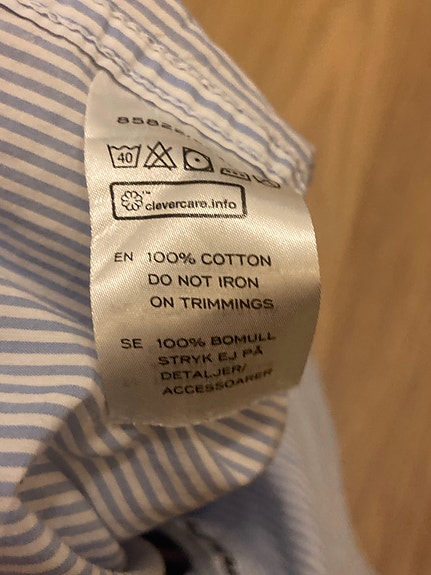 40
clevercare.info
EN 100% COTTON
DO NOT IRON
ON TRIMMINGS
SE 100% BOMULL
STRYK EJ PÅ
DETALJER/
ACCESSOARER